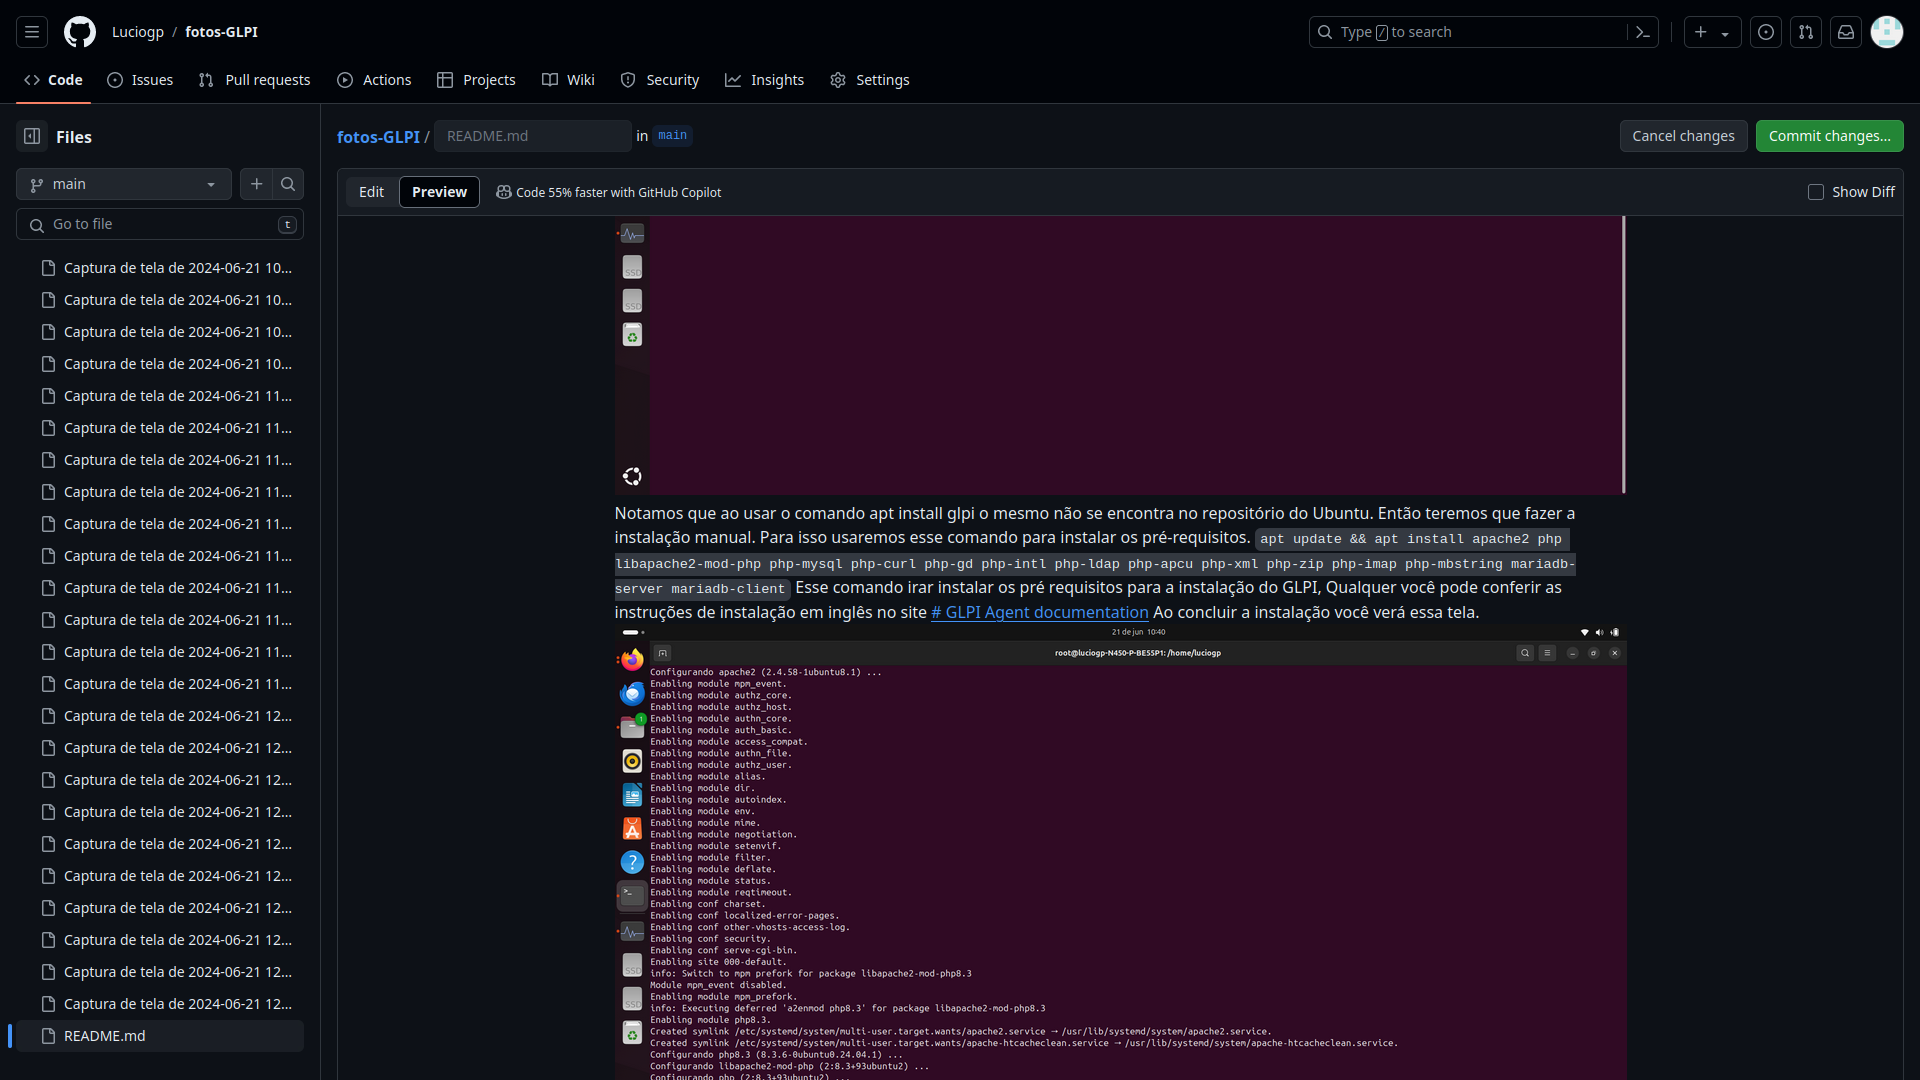 Luciogp / fotos-GLPI
Type / to search
Code
Issues
Pull requests
Actions
Projects
Wiki
Security
Insights
Settings
Files
main
Go to file
t
Captura de tela de 2024-06-21 10...
Captura de tela de 2024-06-21 10...
Captura de tela de 2024-06-21 10...
Captura de tela de 2024-06-21 10...
Captura de tela de 2024-06-21 11...
Captura de tela de 2024-06-21 11...
Captura de tela de 2024-06-21 11...
Captura de tela de 2024-06-21 11...
Captura de tela de 2024-06-21 11...
Captura de tela de 2024-06-21 11...
Captura de tela de 2024-06-21 11...
Captura de tela de 2024-06-21 11...
Captura de tela de 2024-06-21 11...
Captura de tela de 2024-06-21 11...
Captura de tela de 2024-06-21 12...
Captura de tela de 2024-06-21 12...
Captura de tela de 2024-06-21 12...
Captura de tela de 2024-06-21 12...
Captura de tela de 2024-06-21 12...
Captura de tela de 2024-06-21 12...
Captura de tela de 2024-06-21 12...
Captura de tela de 2024-06-21 12...
Captura de tela de 2024-06-21 12...
Captura de tela de 2024-06-21 12...
README.md
fotos-GLPI / README.md in main
Cancel changes
Commit changes...
Edit
Preview
Code 55% faster with GitHub Copilot
Show Diff
SSD
SSD
Notamos que ao usar o comando apt install glpi o mesmo não se encontra no repositório do Ubuntu. Então teremos que fazer a
instalação manual. Para isso usaremos esse comando para instalar os pré-requisitos. apt update && apt install apache2 php
libapache2-mod-php php-mysql php-curl php-gd php-intl php-ldap php-apcu php-xml php-zip php-imap php-mbstring mariadb-
server mariadb-client Esse comando irar instalar os pré requisitos para a instalação do GLPI, Qualquer você pode conferir as
instruções de instalação em inglês no site # GLPI Agent documentation Ao concluir a instalação você verá essa tela.
21 de jun 10:40
root@luciogp-N450-P-BE55P1: /home/luciogp
Configurando apache2 (2.4.58-1ubuntu8.1) ...
Enabling module mpm_event.
Enabling module authz_core.
Enabling module authz_host.
Enabling module authn_core.
Enabling module auth_basic.
Enabling module access_compat.
Enabling module authn_file.
Enabling module authz_user.
Enabling module alias.
Enabling module dir.
Enabling module autoindex.
Enabling module env.
Enabling module mime.
Enabling module negotiation.
Enabling module setenvif.
Enabling module filter.
Enabling module deflate.
Enabling module status.
Enabling module reqtimeout.
Enabling conf charset.
Enabling conf localized-error-pages.
Enabling conf other-vhosts-access-log.
Enabling conf security.
Enabling conf serve-cgi-bin.
Enabling site 000-default.
info: Switch to mpm prefork for package libapache2-mod-php8.3
Module mpm_event disabled.
Enabling module mpm_prefork.
info: Executing deferred 'a2enmod php8.3' for package libapache2-mod-php8.3
Enabling module php8.3.
Created symlink /etc/systemd/system/multi-user.target.wants/apache2.service → /usr/lib/systemd/system/apache2.service.
Created symlink /etc/systemd/system/multi-user.target.wants/apache-htcacheclean.service → /usr/lib/systemd/system/apache-htcacheclean.service.
Configurando php8.3 (8.3.6-0ubuntu0.24.04.1) ...
Configurando libapache2-mod-php (2:8.3+93ubuntu2) ...
Configurando php (2:8.3+93ubuntu2) ...
1
SSD
SSD